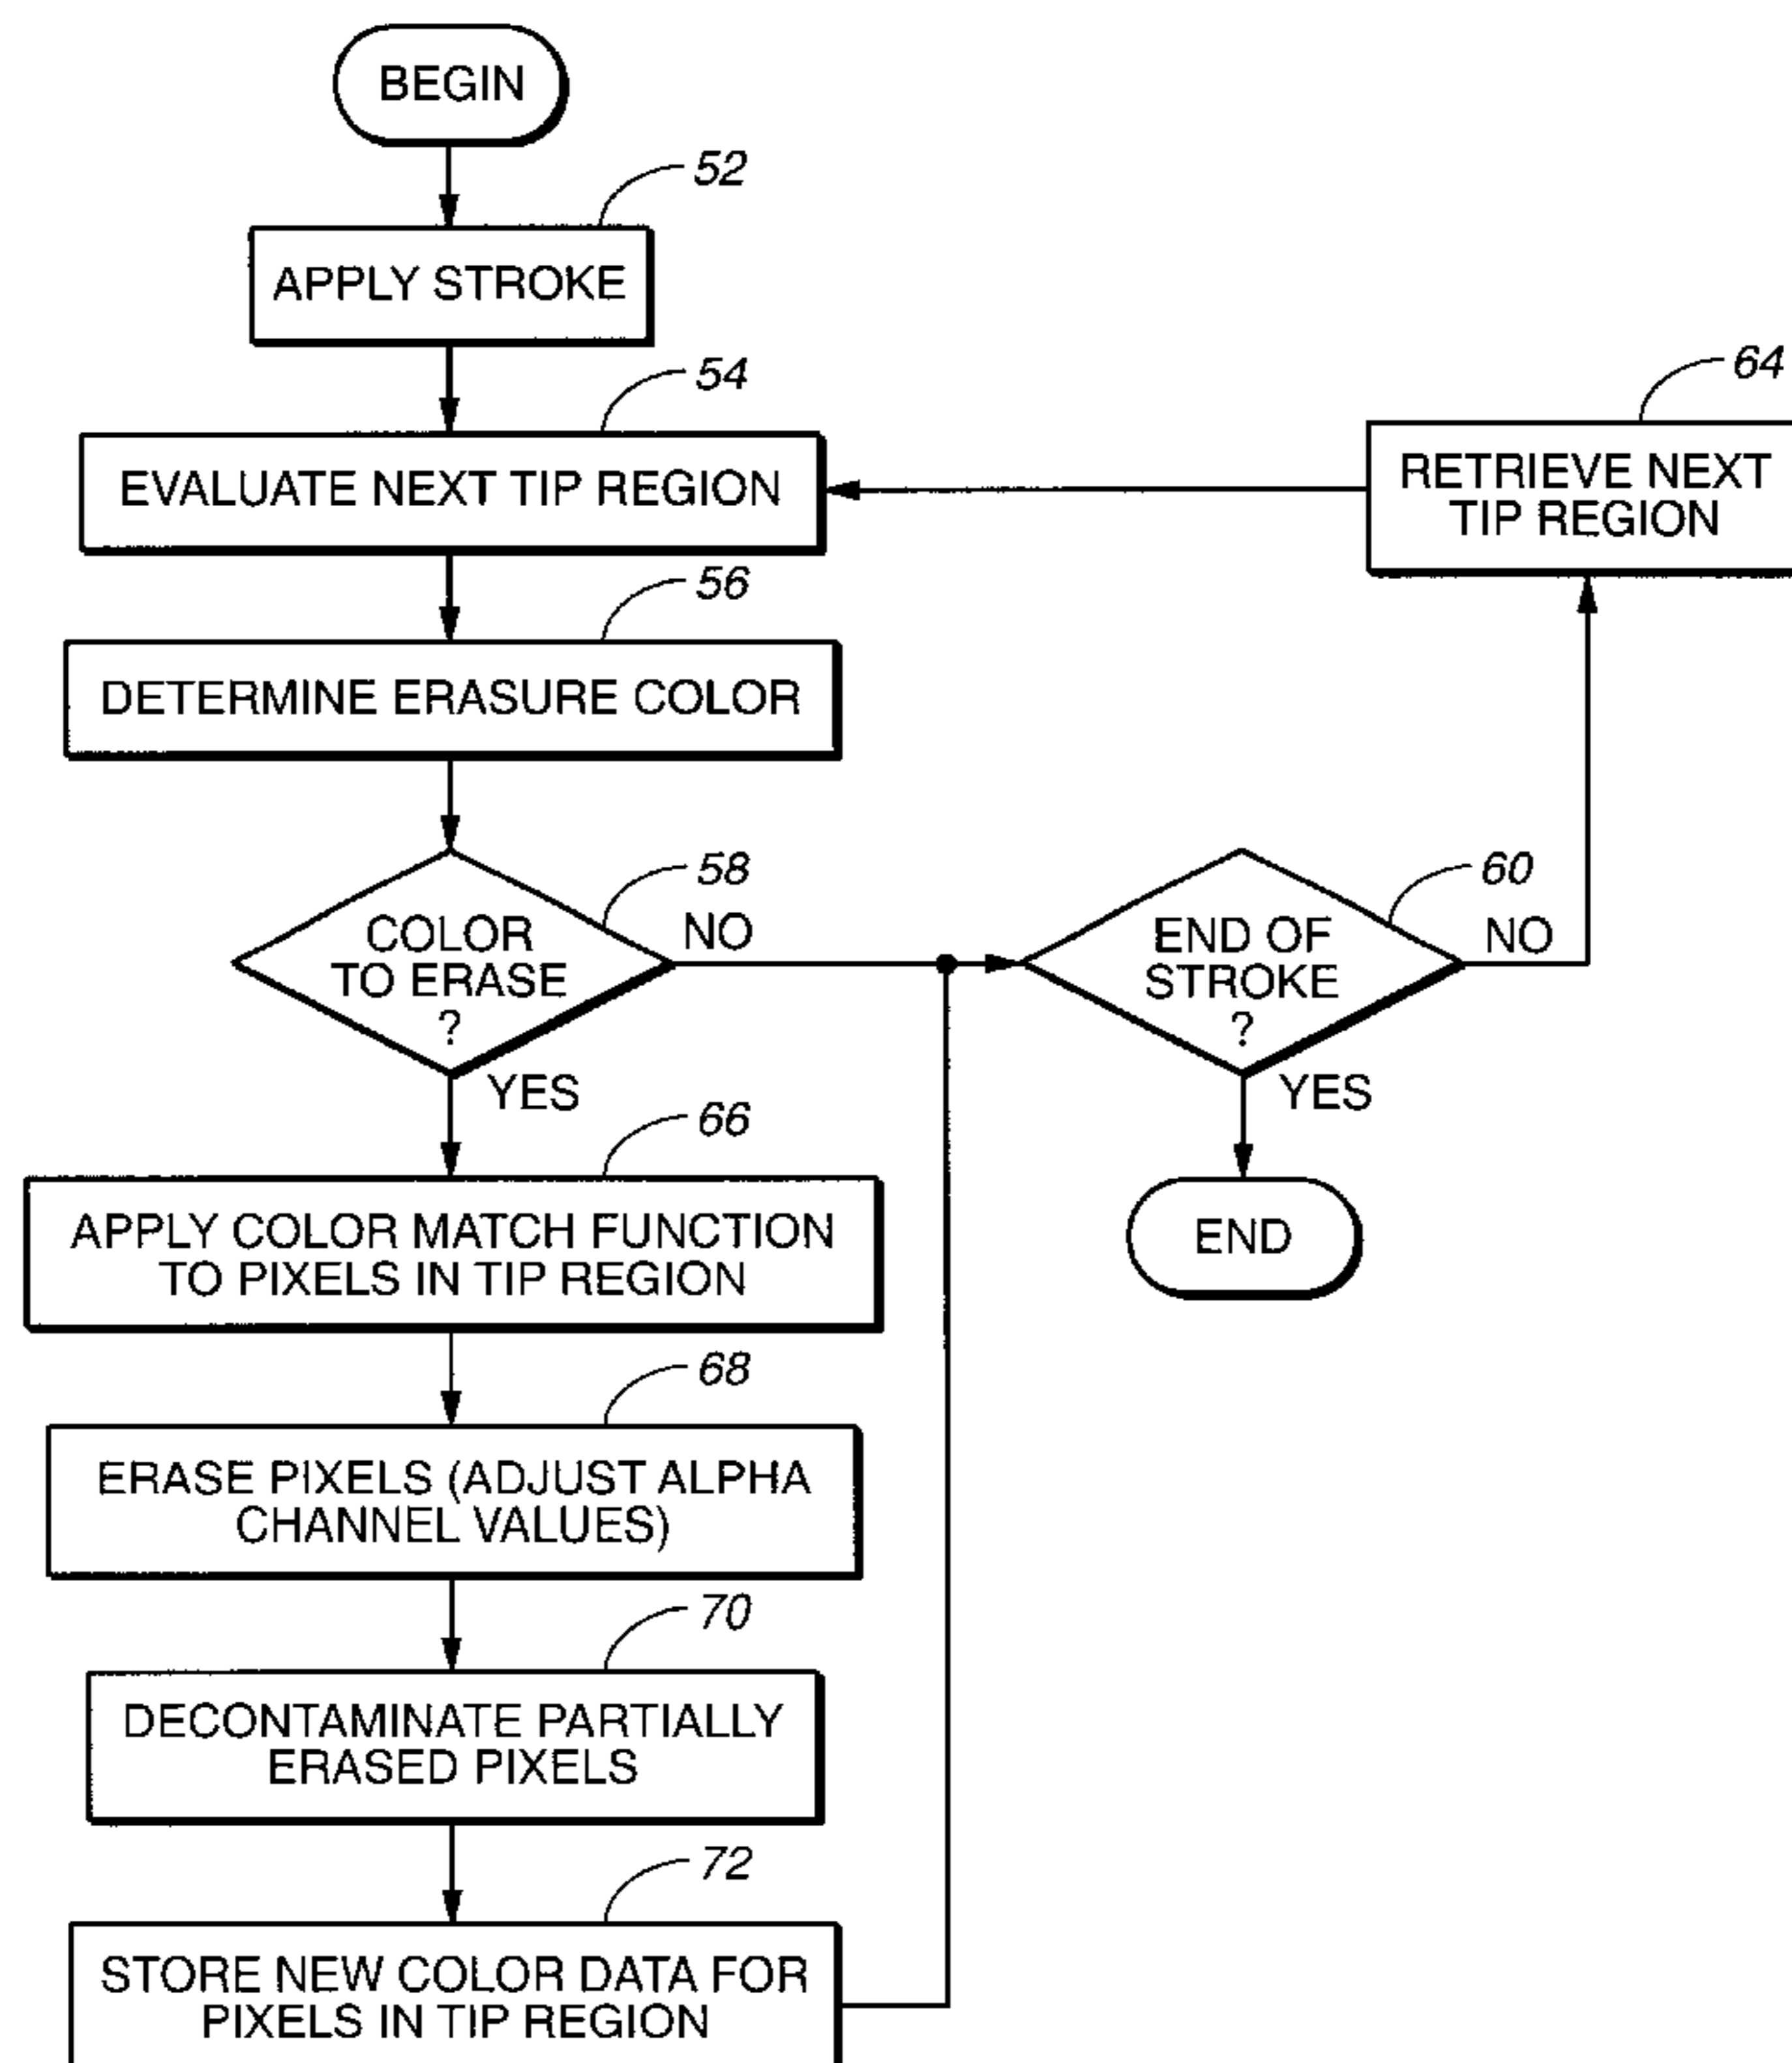 BEGIN
52
APPLY STROKE
54
EVALUATE NEXT TIP REGION
64
RETRIEVE NEXT
TIP REGION
56
DETERMINE ERASURE COLOR
58
COLOR
TO ERASE
?
NO
YES
60
END OF
STROKE
?
NO
YES
END
66
APPLY COLOR MATCH FUNCTION
TO PIXELS IN TIP REGION
68
ERASE PIXELS (ADJUST ALPHA
CHANNEL VALUES)
70
DECONTAMINATE PARTIALLY
ERASED PIXELS
72
STORE NEW COLOR DATA FOR
PIXELS IN TIP REGION